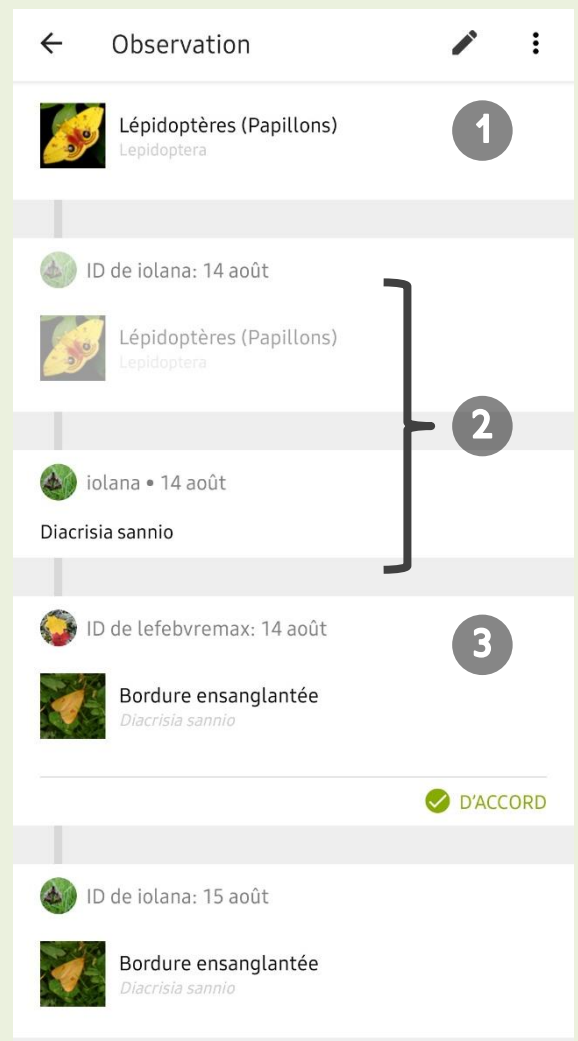 Observation
Lépidoptères (Papillons)
Lepidoptera
1
ID de iolana: 14 août
Lépidoptères (Papillons)
Lepidoptera
2
iolana • 14 août
Diacrisia sannio
ID de lefebvremax: 14 août
3
Bordure ensanglantée
Diacrisia sannio
D'ACCORD
ID de iolana: 15 août
Bordure ensanglantée
Diacrisia sannio